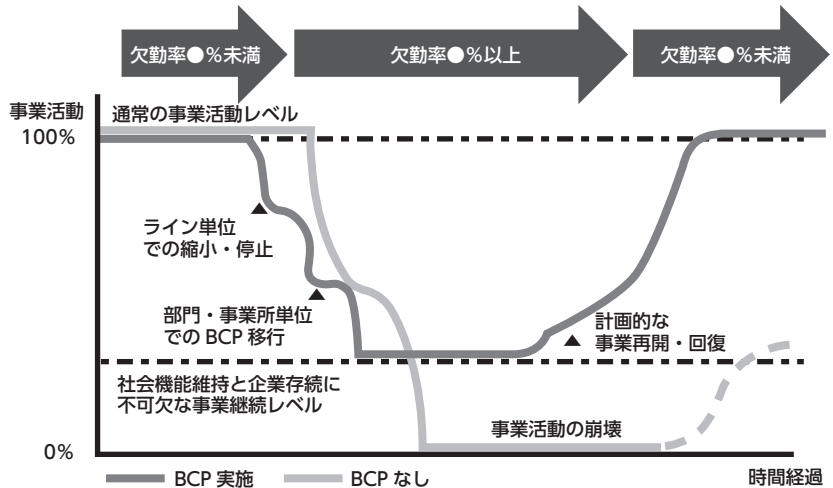 欠勤率●%未満
欠勤率●%以上
欠勤率●%未満
事業活動
100%
通常の事業活動レベル
ライン単位
での縮小・停止
部門・事業所単位
での BCP 移行
計画的な
事業再開・回復
社会機能維持と企業存続に
不可欠な事業継続レベル
事業活動の崩壊
0%
BCP 実施
BCP なし
時間経過